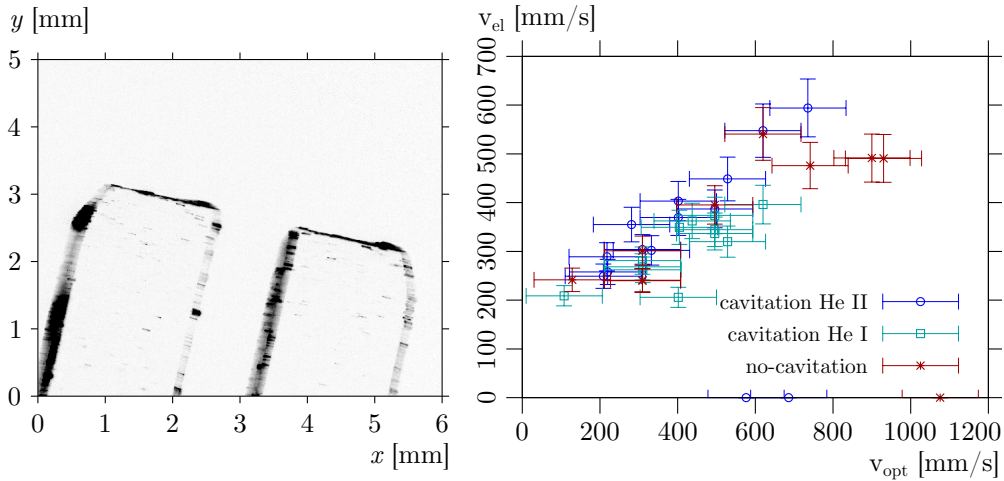 y [mm]
5
4
3
2
1
0
0 1 2 3 4 5 6
x [mm]
v_el [mm/s]
700
600
500
400
300
200
100
0
cavitation He II
cavitation He I
no-cavitation
200 400 600 800 1000 1200
v_opt [mm/s]